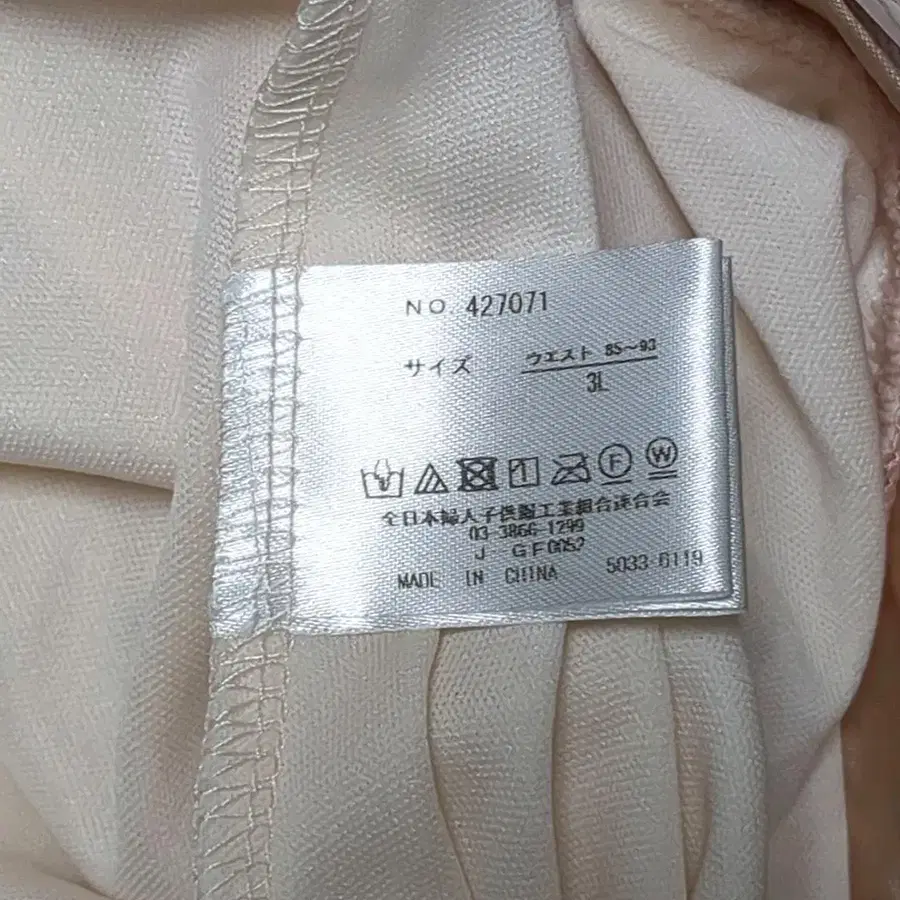 NO. 427071
サイズ ウエスト 85～93
3L
F W
全日本婦人子供服工業組合連合会
03-3866-1299
J GF0052
MADE IN CHINA 5033-6119